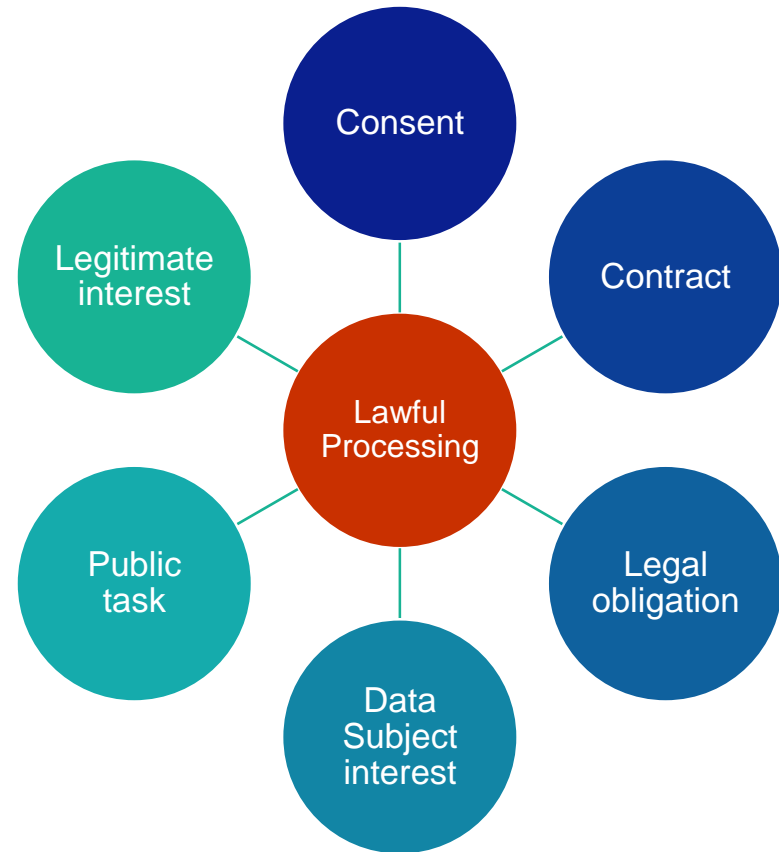 Consent
Legitimate
interest
Contract
Lawful
Processing
Public
task
Legal
obligation
Data
Subject
interest